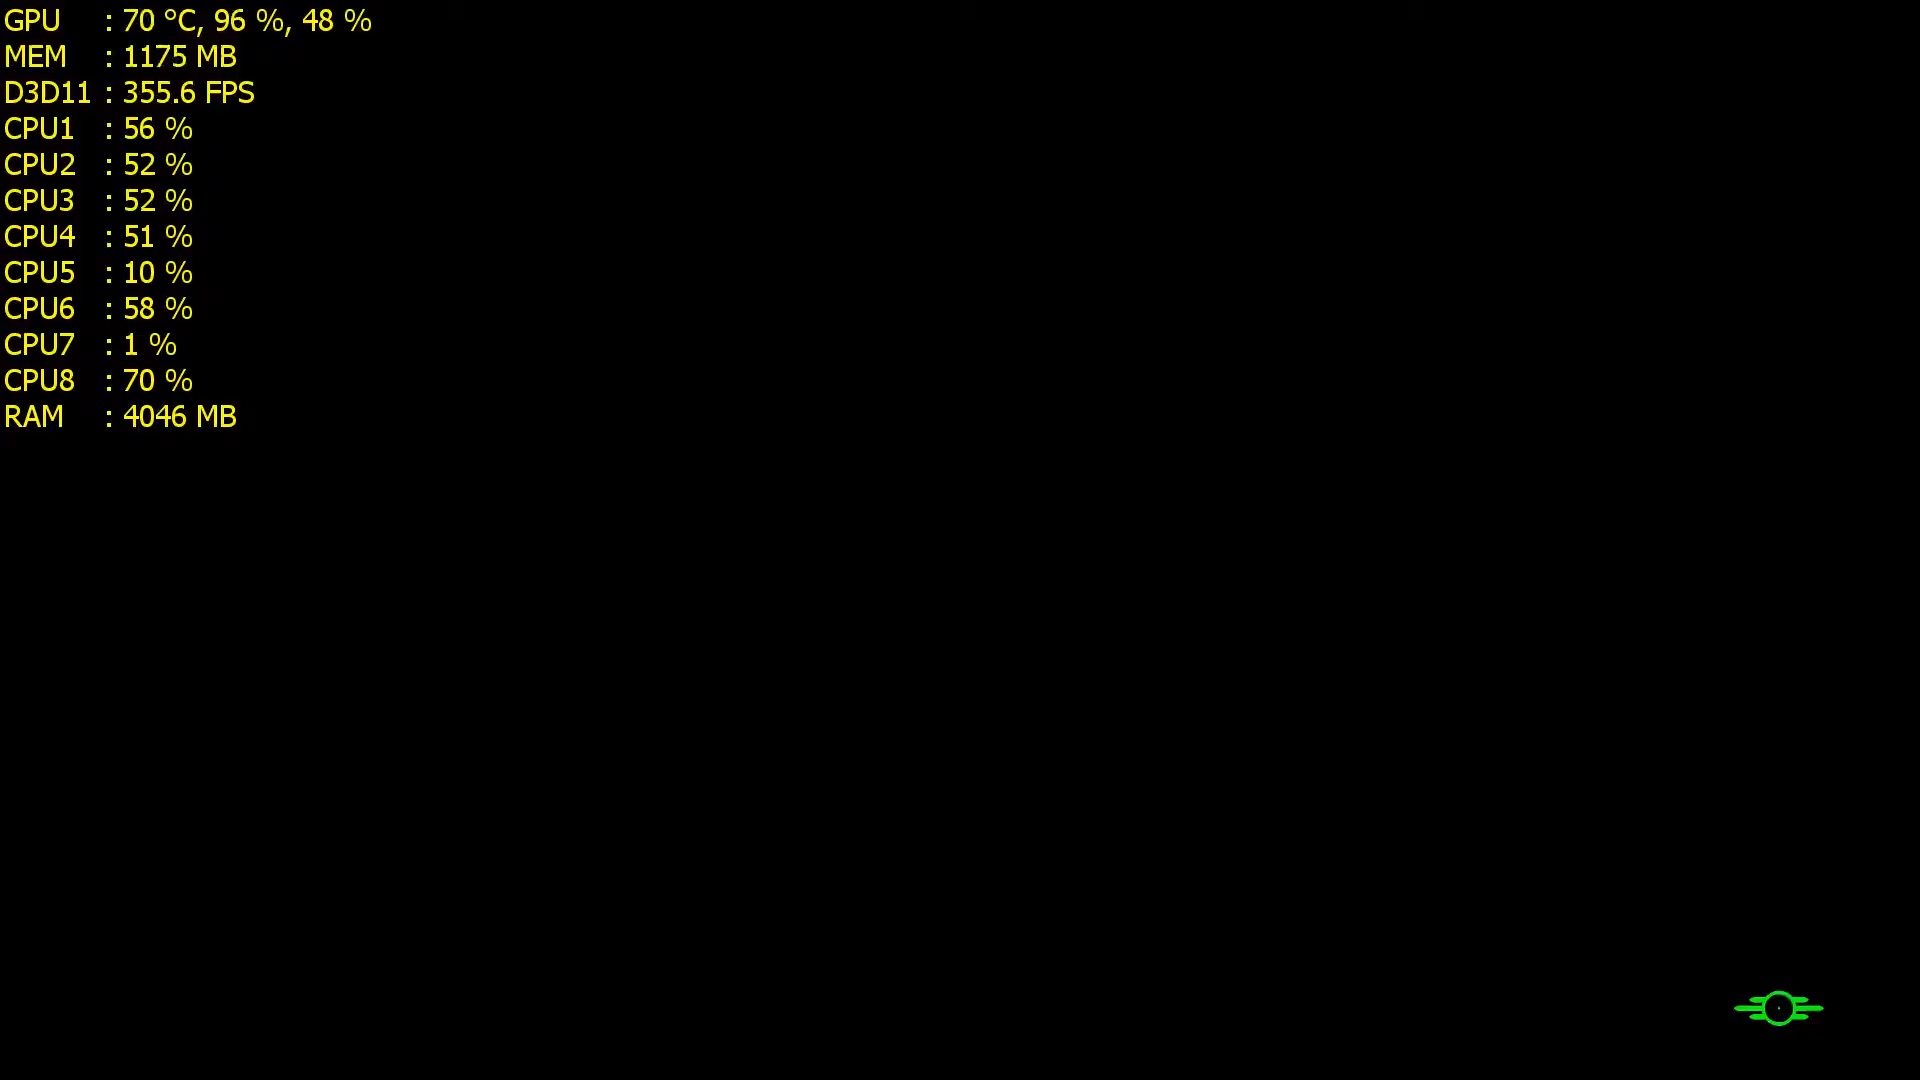 GPU : 70 °C, 96 %, 48 %
MEM : 1175 MB
D3D11 : 355.6 FPS
CPU1 : 56 %
CPU2 : 52 %
CPU3 : 52 %
CPU4 : 51 %
CPU5 : 10 %
CPU6 : 58 %
CPU7 : 1 %
CPU8 : 70 %
RAM : 4046 MB